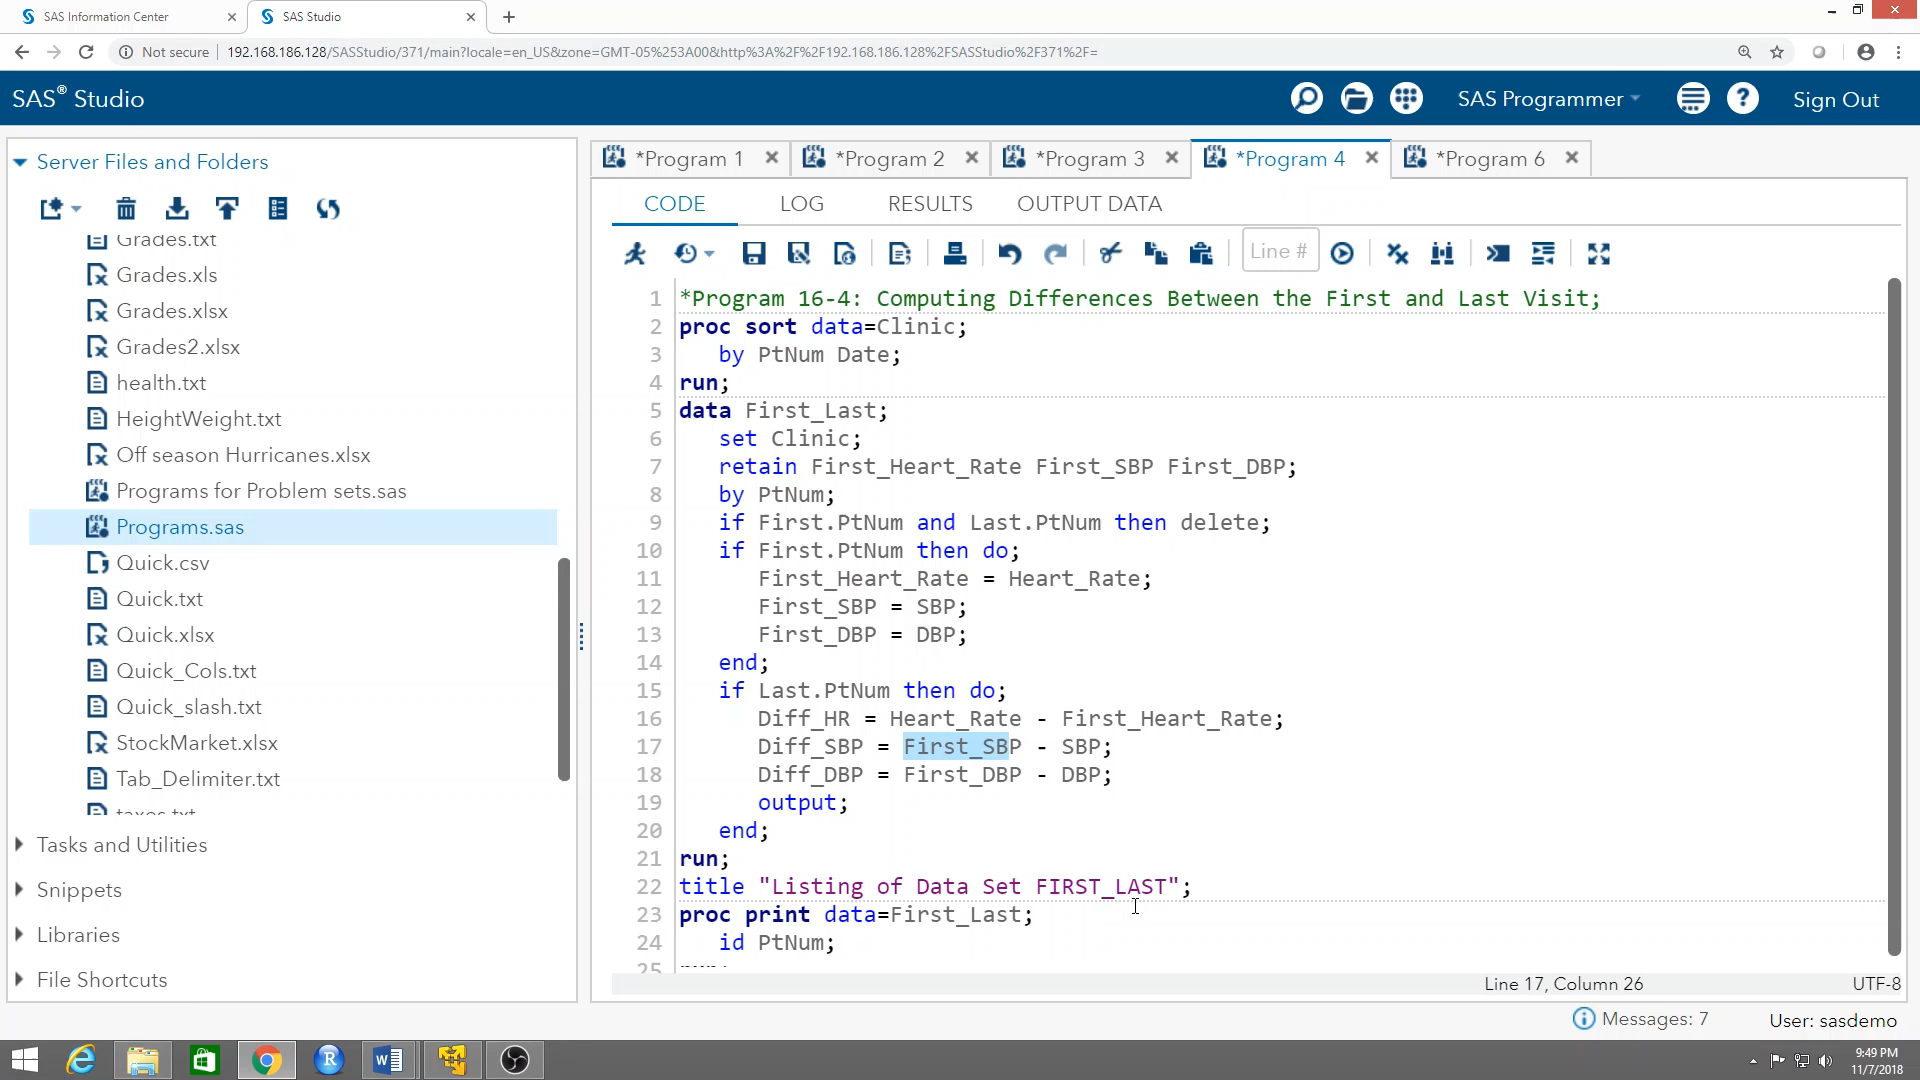 SAS Information Center
SAS Studio
Not secure
192.168.186.128/SASStudio/371/main?locale=en_US&zone=GMT-05%253A00&http%3A%2F%2F192.168.186.128%2FSASStudio%2F371%2F=
SAS® Studio
SAS Programmer
Sign Out
Server Files and Folders
Grades.txt
Grades.xls
Grades.xlsx
Grades2.xlsx
health.txt
HeightWeight.txt
Off season Hurricanes.xlsx
Programs for Problem sets.sas
Programs.sas
Quick.csv
Quick.txt
Quick.xlsx
Quick_Cols.txt
Quick_slash.txt
StockMarket.xlsx
Tab_Delimiter.txt
taxes.txt
Tasks and Utilities
Snippets
Libraries
File Shortcuts
*Program 1
*Program 2
*Program 3
*Program 4
*Program 6
CODE LOG RESULTS OUTPUT DATA
Line #
1 *Program 16-4: Computing Differences Between the First and Last Visit;
2 proc sort data=Clinic;
3 by PtNum Date;
4 run;
5 data First_Last;
6 set Clinic;
7 retain First_Heart_Rate First_SBP First_DBP;
8 by PtNum;
9 if First.PtNum and Last.PtNum then delete;
10 if First.PtNum then do;
11 First_Heart_Rate = Heart_Rate;
12 First_SBP = SBP;
13 First_DBP = DBP;
14 end;
15 if Last.PtNum then do;
16 Diff_HR = Heart_Rate - First_Heart_Rate;
17 Diff_SBP = First_SBP - SBP;
18 Diff_DBP = First_DBP - DBP;
19 output;
20 end;
21 run;
22 title "Listing of Data Set FIRST_LAST";
23 proc print data=First_Last;
24 id PtNum;
25
Line 17, Column 26
UTF-8
Messages: 7
User: sasdemo
9:49 PM
11/7/2018